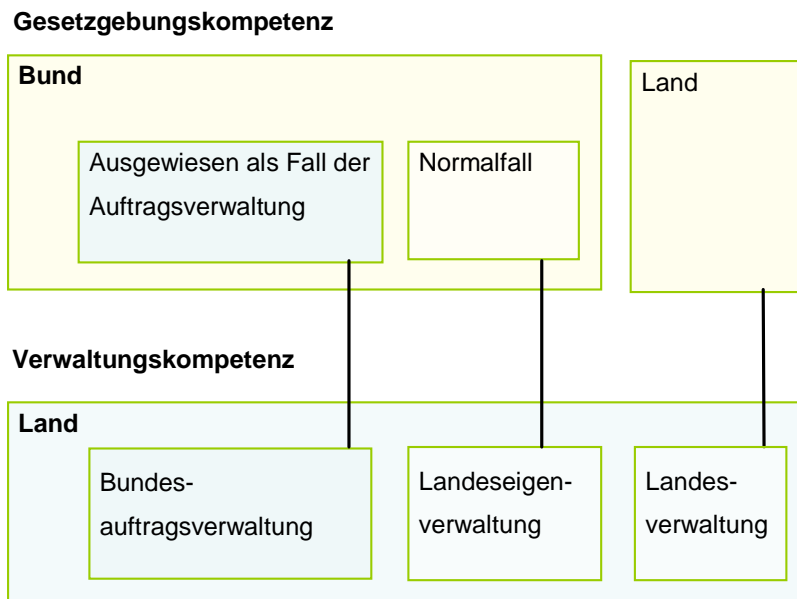 Gesetzgebungskompetenz
Bund
Land
Ausgewiesen als Fall der
Auftragsverwaltung
Normalfall
Verwaltungskompetenz
Land
Bundes-
auftragsverwaltung
Landeseigen-
verwaltung
Landes-
verwaltung